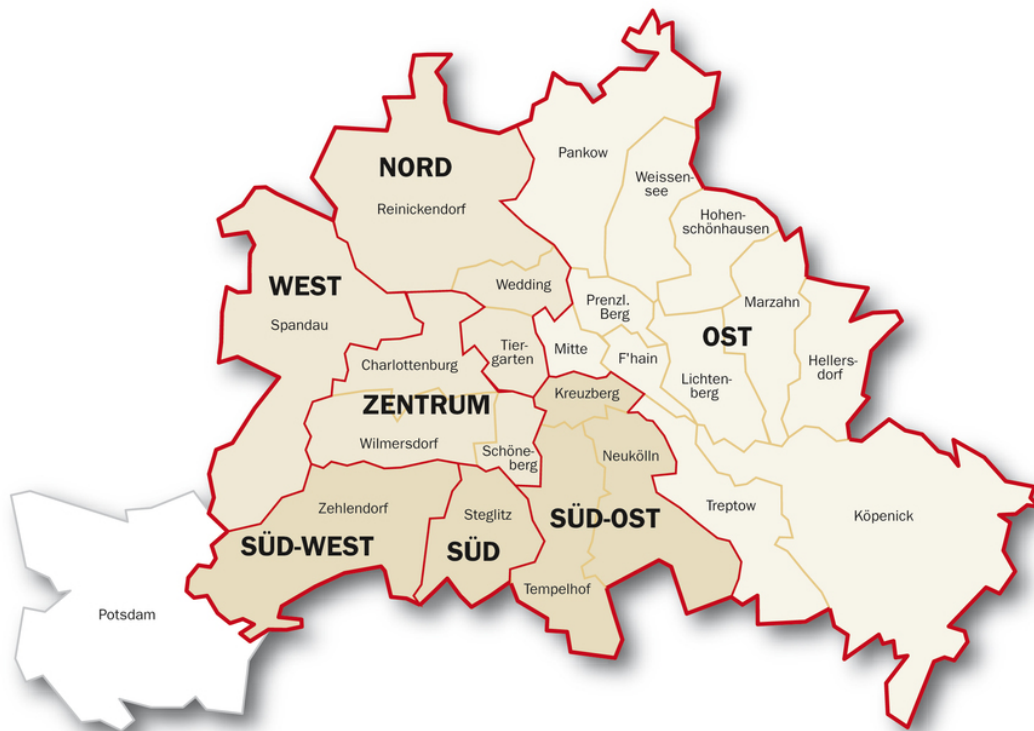 Pankow
NORD
Weissen-
see
Reinickendorf
Hohen-
schönhausen
WEST
Wedding
Spandau
Prenzl.
Berg
Marzahn
OST
Tier-
garten
Mitte
F'hain
Charlottenburg
Hellers-
dorf
Lichten-
berg
Kreuzberg
ZENTRUM
Wilmersdorf
Schöne-
berg
Neukölln
Zehlendorf
Steglitz
Treptow
Köpenick
SÜD-OST
SÜD-WEST
SÜD
Tempelhof
Potsdam